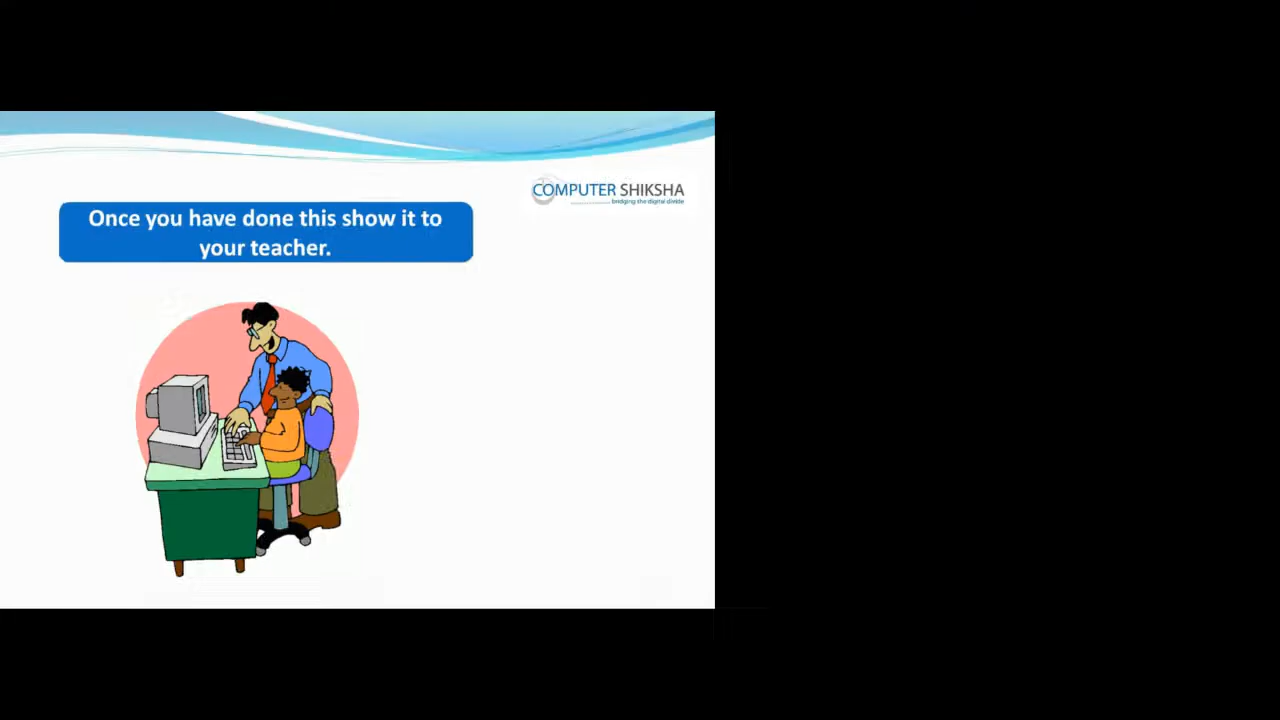 COMPUTER SHIKSHA
bridging the digital divide
Once you have done this show it to
your teacher.